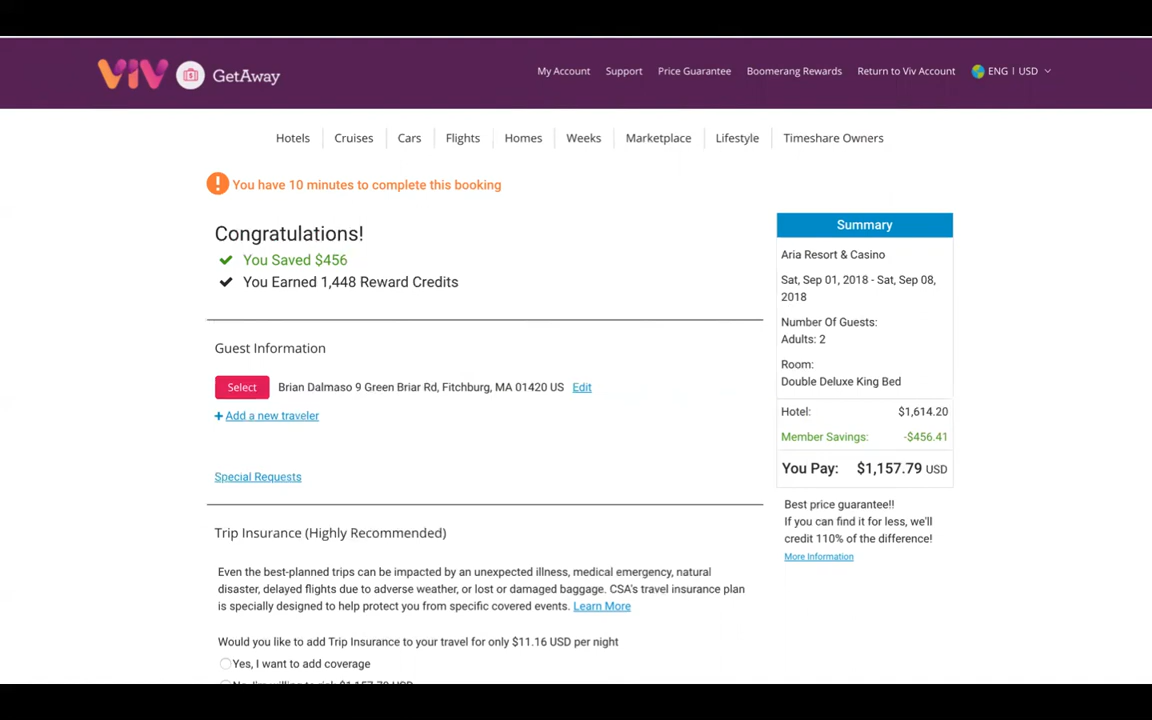 VIV GetAway
My Account Support Price Guarantee Boomerang Rewards Return to Viv Account ENG | USD
Hotels Cruises Cars Flights Homes Weeks Marketplace Lifestyle Timeshare Owners
! You have 10 minutes to complete this booking
Congratulations!
You Saved $456
You Earned 1,448 Reward Credits
Guest Information
Select Brian Dalmaso 9 Green Briar Rd, Fitchburg, MA 01420 US Edit
+ Add a new traveler
Special Requests
Trip Insurance (Highly Recommended)
Even the best-planned trips can be impacted by an unexpected illness, medical emergency, natural
disaster, delayed flights due to adverse weather, or lost or damaged baggage. CSA's travel insurance plan
is specially designed to help protect you from specific covered events. Learn More
Would you like to add Trip Insurance to your travel for only $11.16 USD per night
Yes, I want to add coverage
No, I'm willing to risk $1,157.79 USD
Summary
Aria Resort & Casino
Sat, Sep 01, 2018 - Sat, Sep 08,
2018
Number Of Guests:
Adults: 2
Room:
Double Deluxe King Bed
Hotel: $1,614.20
Member Savings: -$456.41
You Pay: $1,157.79 USD
Best price guarantee!!
If you can find it for less, we'll
credit 110% of the difference!
More Information